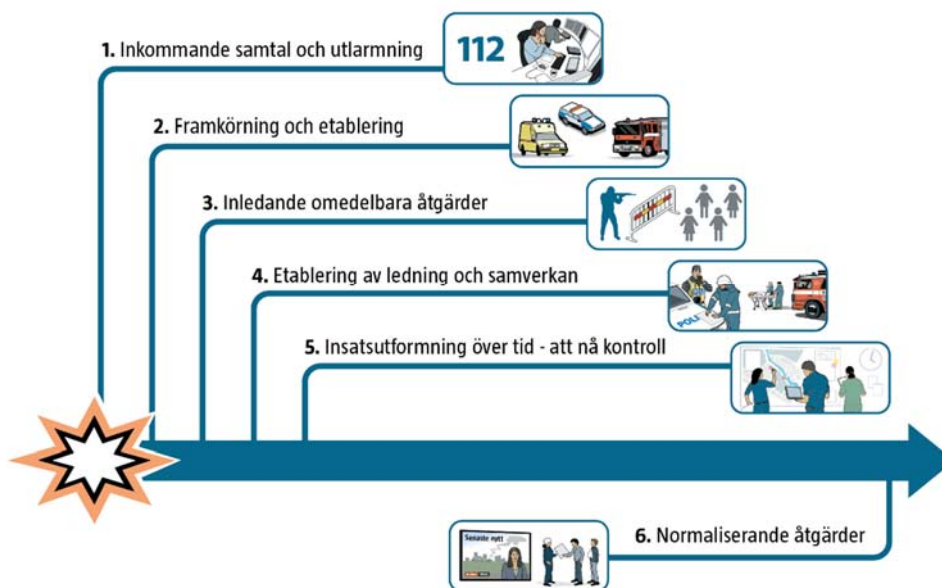 1. Inkommande samtal och utlarmning
112
2. Framkörning och etablering
3. Inledande omedelbara åtgärder
4. Etablering av ledning och samverkan
POLI
5. Insatsutformning över tid - att nå kontroll
Senaste nytt
6. Normaliserande åtgärder